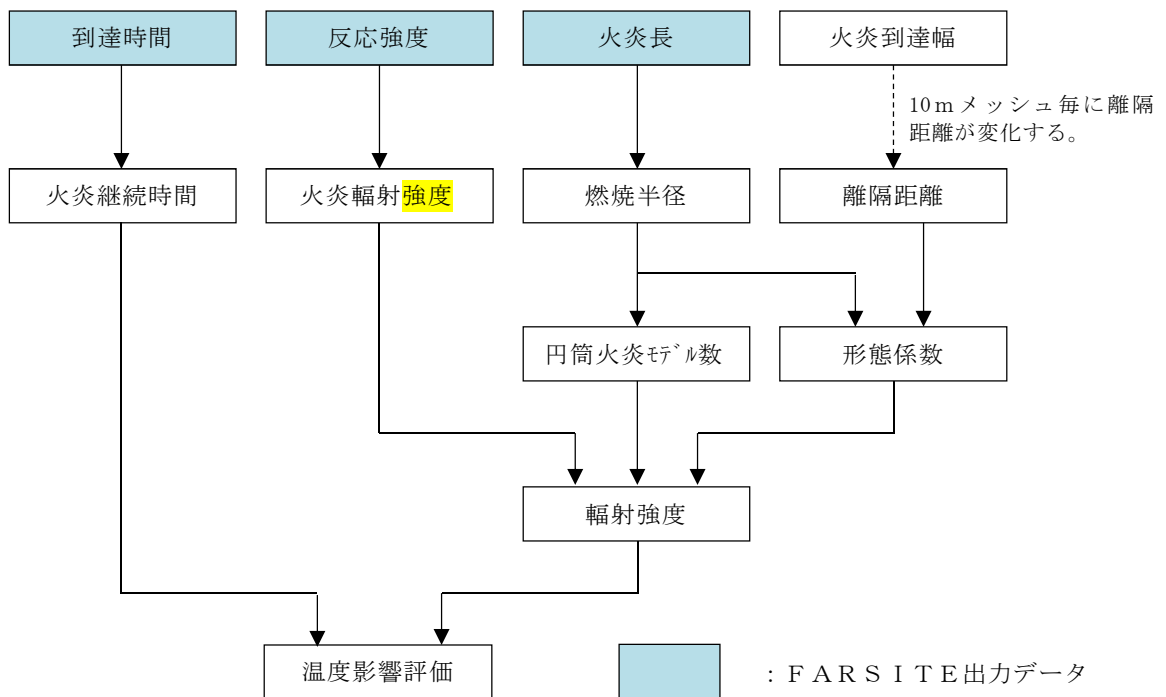 到達時間
反応強度
火炎長
火炎到達幅
10mメッシュ毎に離隔
距離が変化する。
火炎継続時間
火炎輻射強度
燃焼半径
離隔距離
円筒火炎ﾓﾃﾞﾙ数
形態係数
輻射強度
温度影響評価
：ＦＡＲＳＩＴＥ出力データ